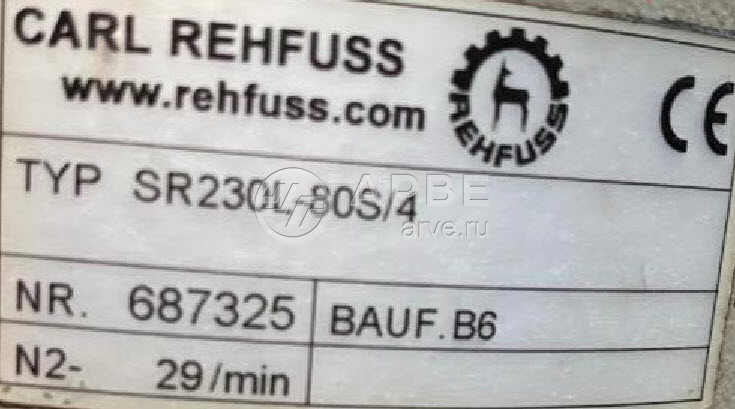 CARL REHFUSS
www.rehfuss.com
REHFUSS
CE
TYP SR230L-80S/4
АРВЕ
arve.ru
NR. 687325
BAUF. B6
N2- 29/min